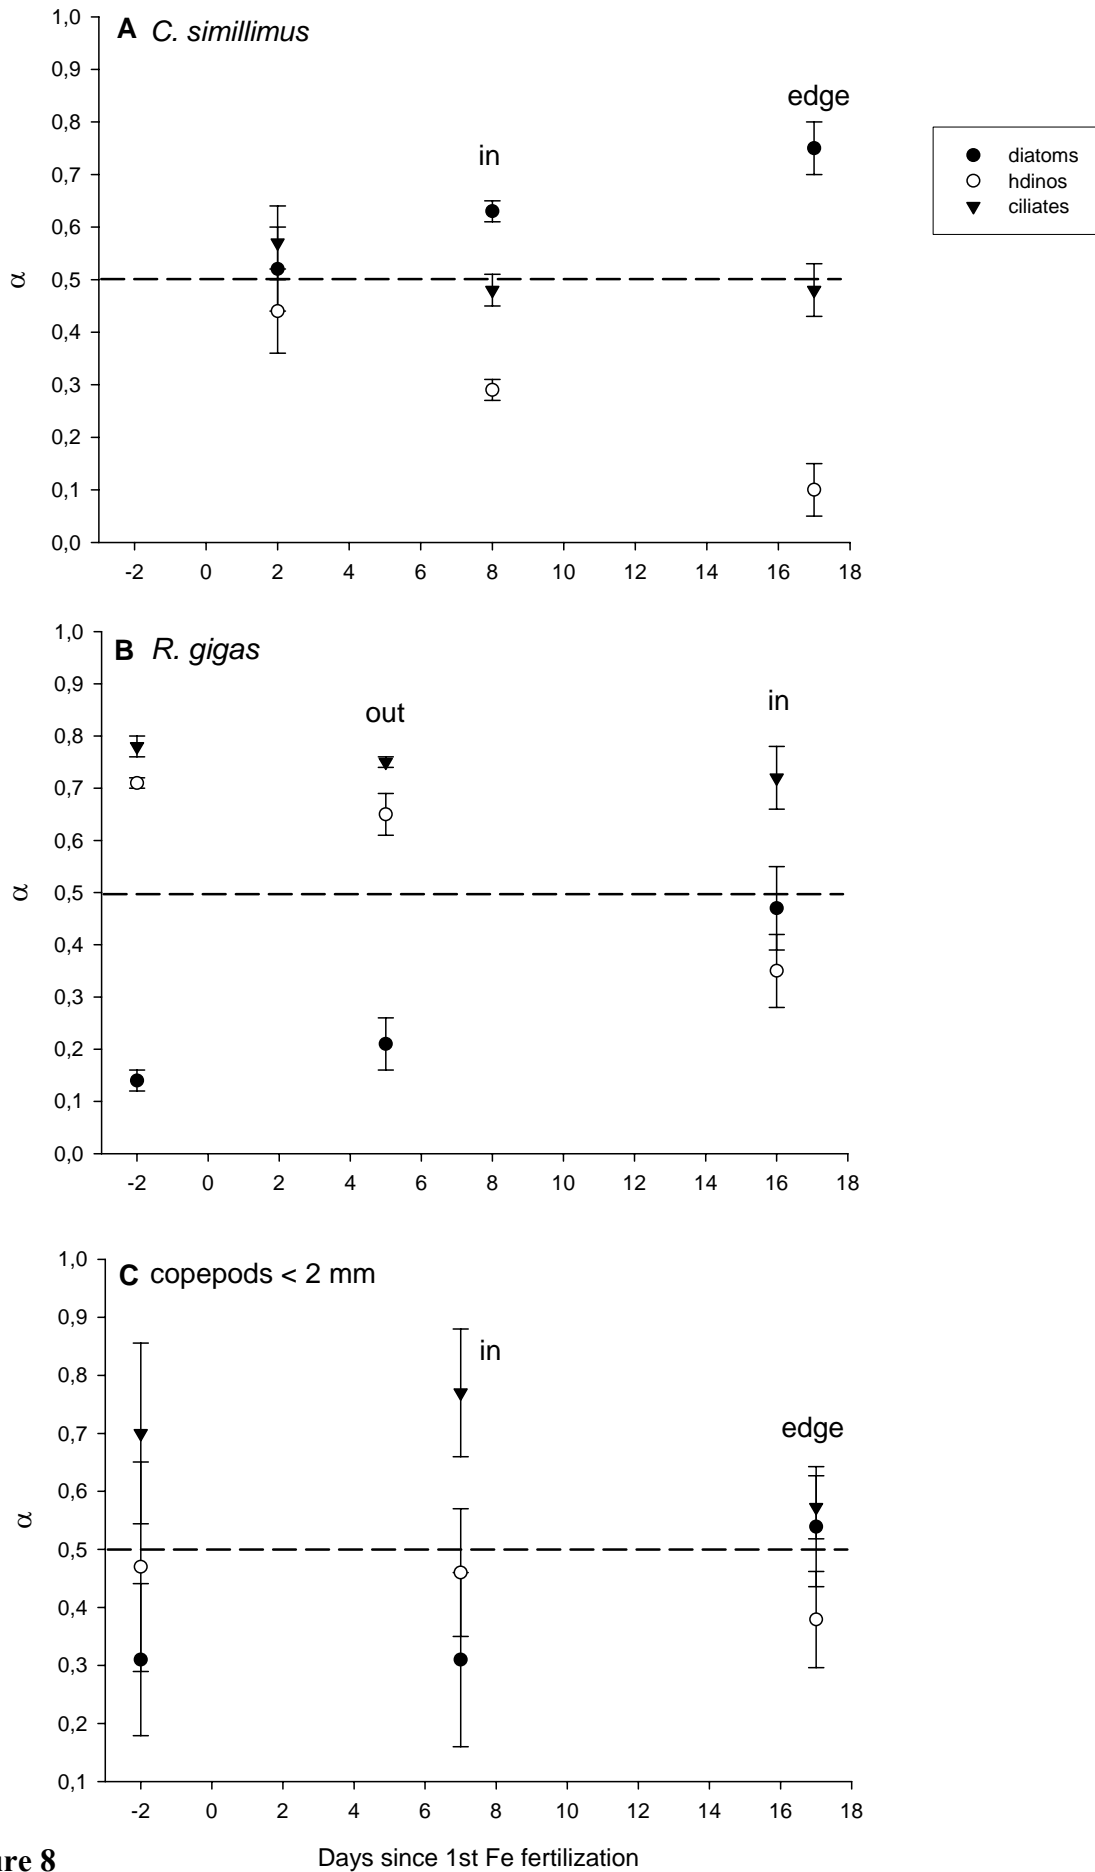 A C. simillimus
1,0
0,9
0,8
0,7
0,6
0,5
0,4
0,3
0,2
0,1
0,0
α
in
edge
diatoms
hdinos
ciliates
-2 0 2 4 6 8 10 12 14 16 18
B R. gigas
1,0
0,9
0,8
0,7
0,6
0,5
0,4
0,3
0,2
0,1
0,0
α
out
in
-2 0 2 4 6 8 10 12 14 16 18
C copepods < 2 mm
1,0
0,9
0,8
0,7
0,6
0,5
0,4
0,3
0,2
0,1
α
in
edge
-2 0 2 4 6 8 10 12 14 16 18
Days since 1st Fe fertilization
ure 8